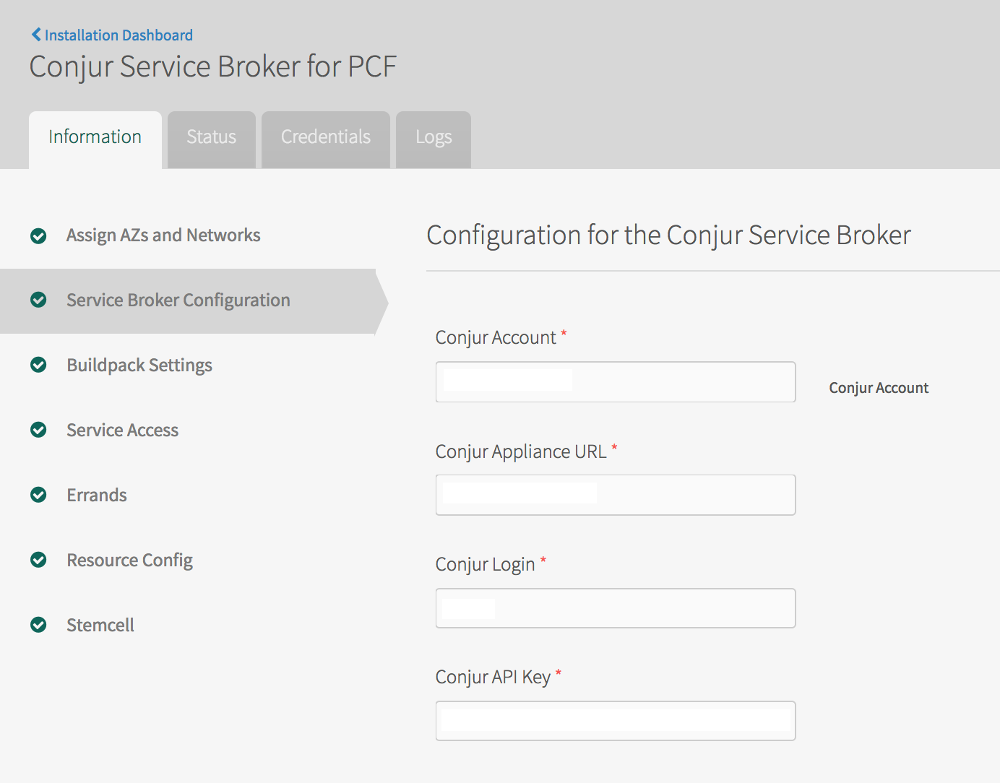 Installation Dashboard
Conjur Service Broker for PCF
Information
Status
Credentials
Logs
Assign AZs and Networks
Service Broker Configuration
Buildpack Settings
Service Access
Errands
Resource Config
Stemcell
Configuration for the Conjur Service Broker
Conjur Account *
Conjur Account
Conjur Appliance URL *
Conjur Login *
Conjur API Key *